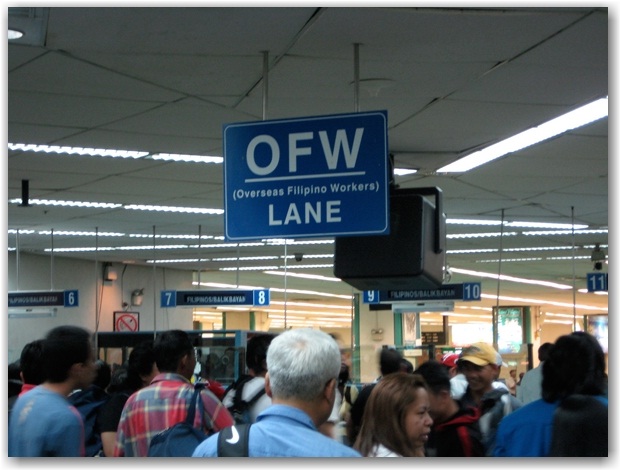 OFW
(Overseas Filipino Workers)
LANE
FILIPINOS/BALIKBAYAN 6
7 FILIPINOS/BALIKBAYAN 8
9 FILIPINOS/BALIKBAYAN 10
11